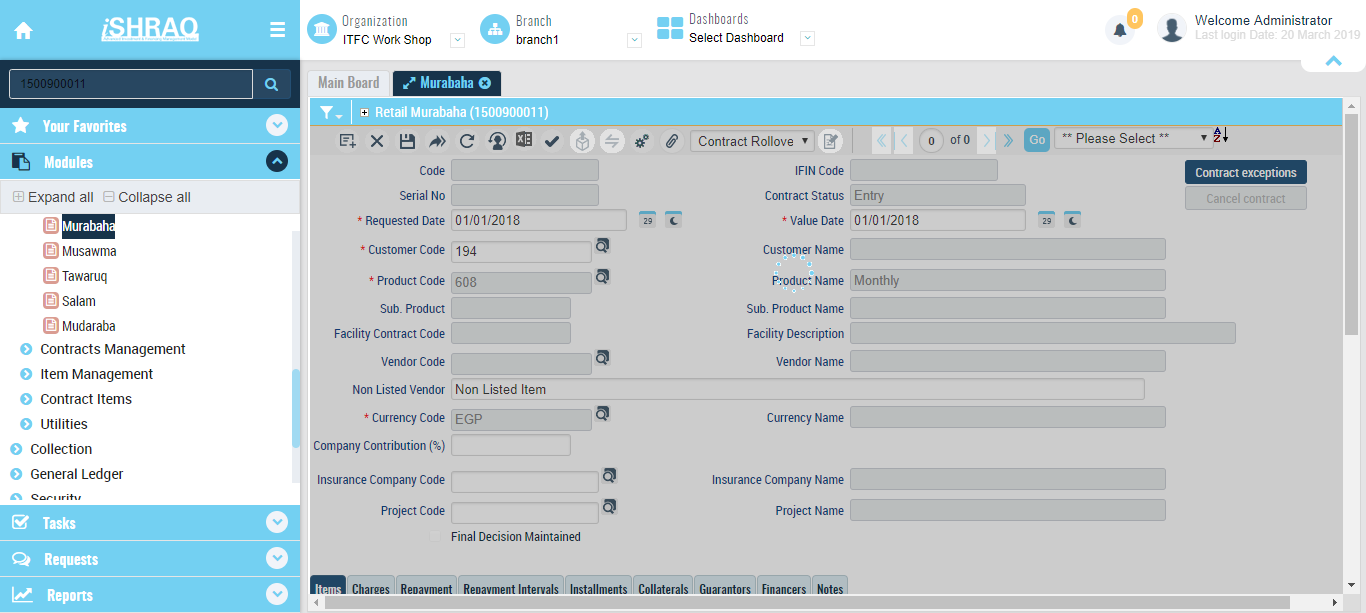 iSHRAQ
Organization
ITFC Work Shop
Branch
branch1
Dashboards
Select Dashboard
0
Welcome Administrator
Last login Date: 20 March 2019
1500900011
Your Favorites
Modules
Expand all
Collapse all
Murabaha
Musawma
Tawaruq
Salam
Mudaraba
Contracts Management
Item Management
Contract Items
Utilities
Collection
General Ledger
Security
Tasks
Requests
Reports
Main Board
Murabaha
Retail Murabaha (1500900011)
Contract Rollove
0 of 0
Go
** Please Select **
Code
IFIN Code
Contract exceptions
Serial No
Contract Status Entry
Cancel contract
* Requested Date 01/01/2018 29
* Value Date 01/01/2018 29
* Customer Code 194
Customer Name
* Product Code 608
Product Name Monthly
Sub. Product
Sub. Product Name
Facility Contract Code
Facility Description
Vendor Code
Vendor Name
Non Listed Vendor Non Listed Item
* Currency Code EGP
Currency Name
Company Contribution (%)
Insurance Company Code
Insurance Company Name
Project Code
Project Name
Final Decision Maintained
Items Charges Repayment Repayment Intervals Installments Collaterals Guarantors Financers Notes